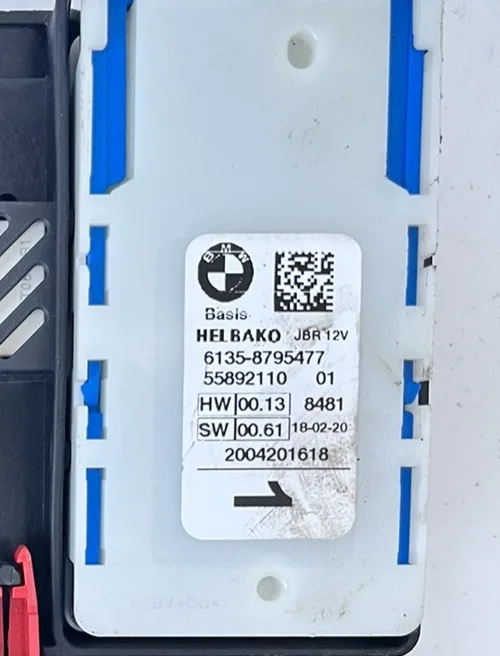 BMW
Basis
HELBAKO JBR 12V
6135-8795477
55892110 01
HW 00.13 8481
SW 00.61 18-02-20
2004201618
1